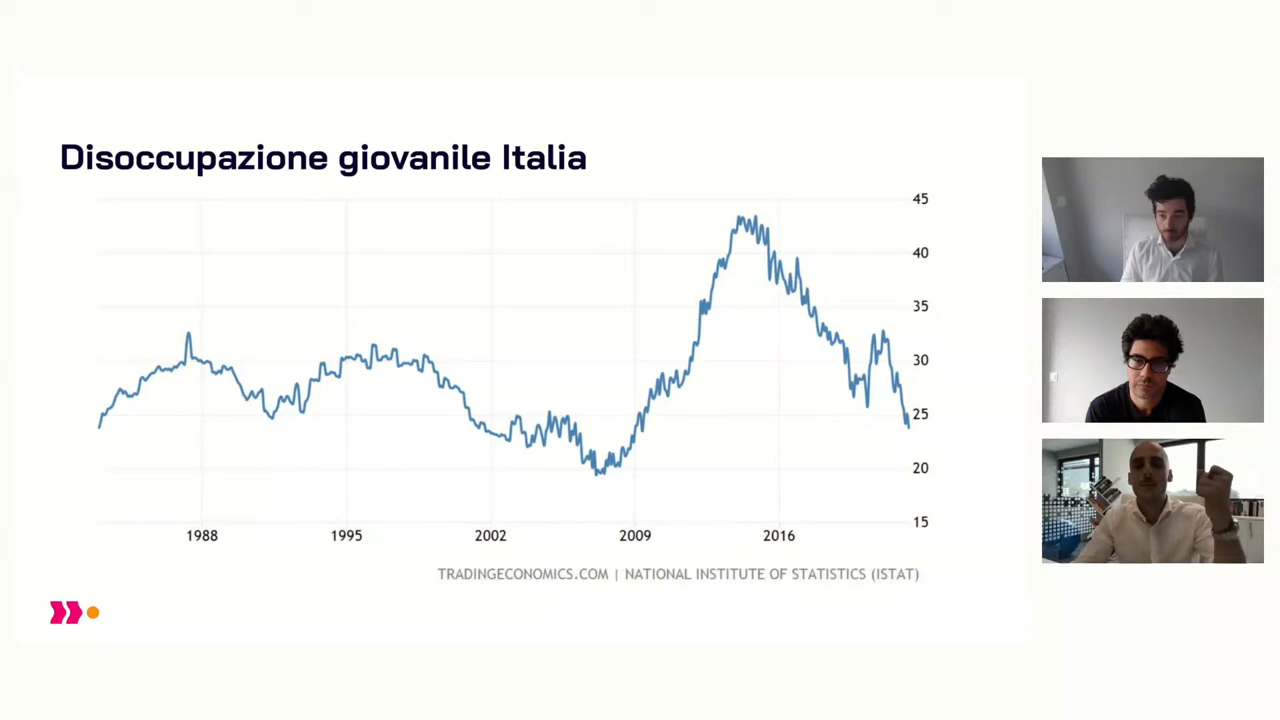 Disoccupazione giovanile Italia
45
40
35
30
25
20
15
1988 1995 2002 2009 2016
TRADINGECONOMICS.COM | NATIONAL INSTITUTE OF STATISTICS (ISTAT)